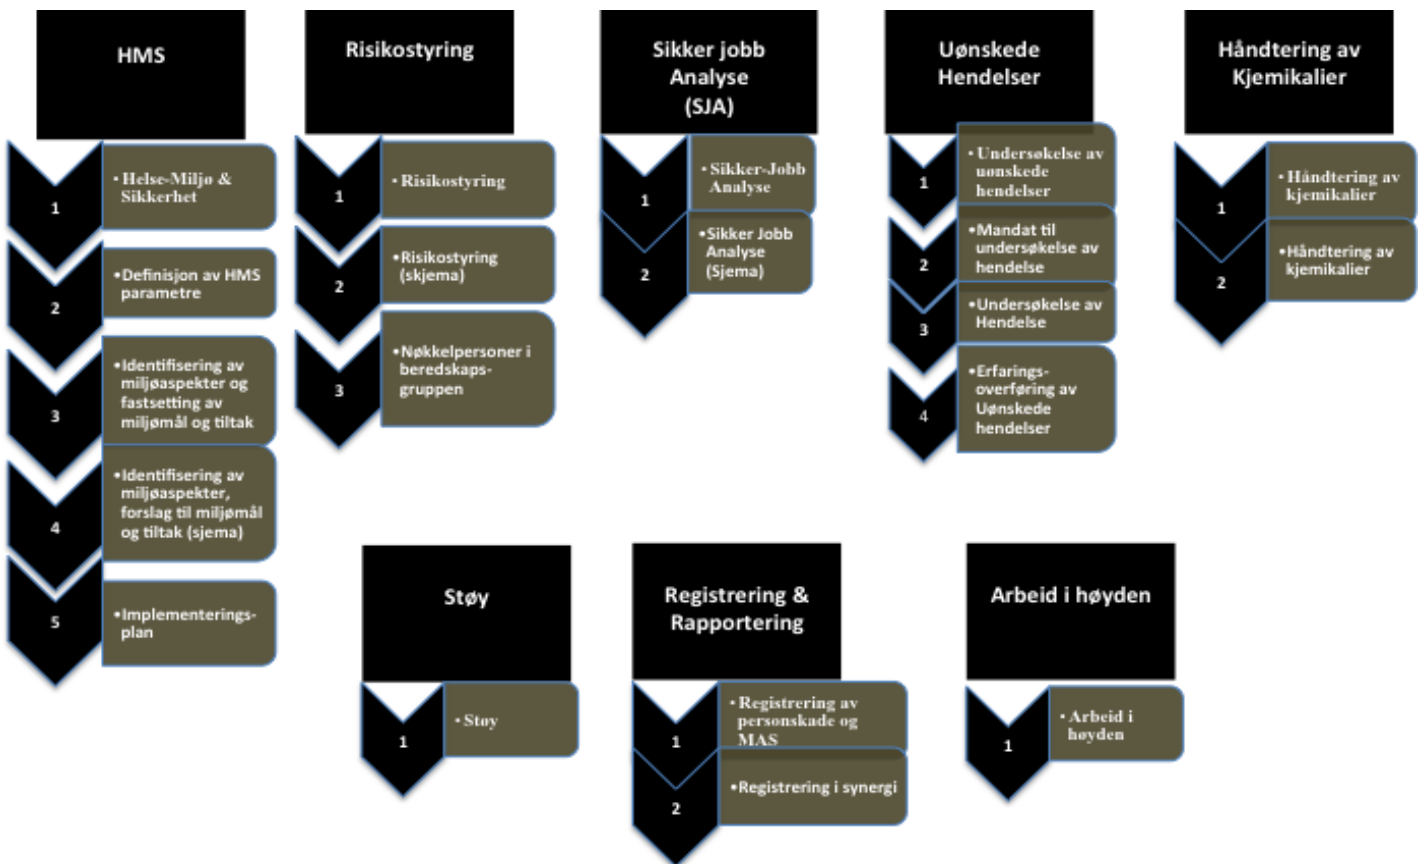 HMS
1
• Helse-Miljø &
Sikkerhet
2
•Definisjon av HMS
parametre
3
•Identifisering av
miljøaspekter og
fastsetting av
miljømål og tiltak
4
•Identifisering av
miljøaspekter,
forslag til miljømål
og tiltak (sjema)
5
•Implementerings-
plan
Risikostyring
1
• Risikostyring
2
•Risikostyring
(skjema)
3
•Nøkkelpersoner i
beredskaps-
gruppen
Sikker jobb
Analyse
(SJA)
1
• Sikker-Jobb
Analyse
2
•Sikker Jobb
Analyse
(Sjema)
Uønskede
Hendelser
1
• Undersøkelse av
uønskede
hendelser
2
•Mandat til
undersøkelse av
hendelse
3
•Undersøkelse av
Hendelse
4
•Erfarings-
overføring av
Uønskede
hendelser
Håndtering av
Kjemikalier
1
• Håndtering av
kjemikalier
2
•Håndtering av
kjemikalier
Støy
1
• Støy
Registrering &
Rapportering
1
• Registrering av
personskade og
MAS
2
•Registrering i synergi
Arbeid i høyden
1
• Arbeid i
høyden